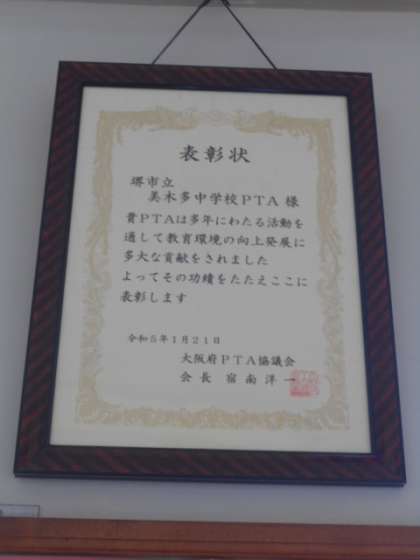 表彰状
堺市立
美木多中学校PTA 様
貴PTAは多年にわたる活動を
通して教育環境の向上発展に
多大な貢献をされました
よってその功績をたたえここに
表彰します
令和5年1月21日
大阪府PTA協議会
会長 宿南洋一